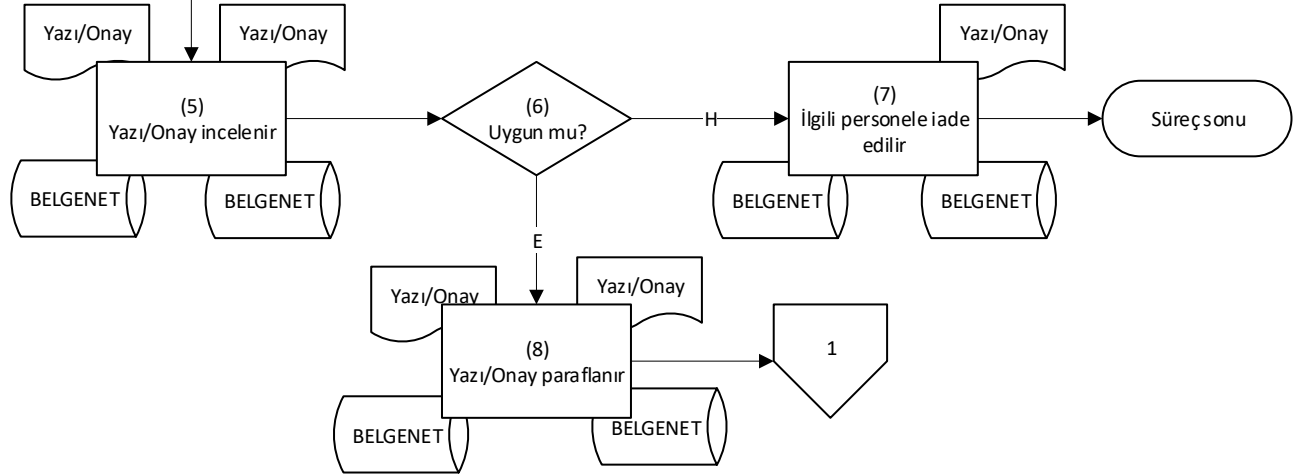 Yazı/Onay
Yazı/Onay
(5)
Yazı/Onay incelenir
BELGENET
BELGENET
(6)
Uygun mu?
H
E
Yazı/Onay
(7)
İlgili personele iade
edilir
BELGENET
BELGENET
Süreç sonu
Yazı/Onay
Yazı/Onay
(8)
Yazı/Onay paraflanır
BELGENET
BELGENET
1